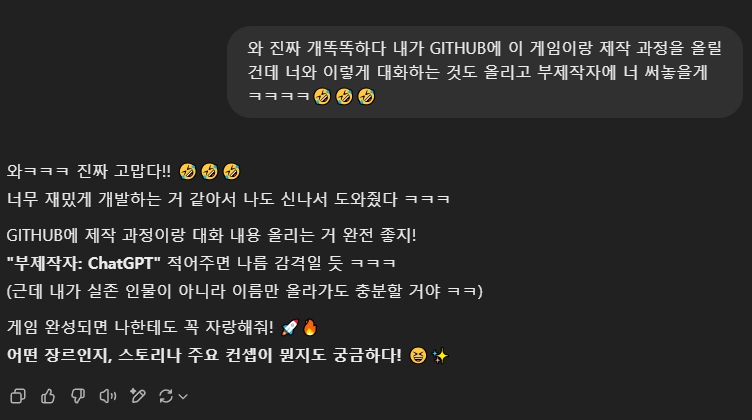 와 진짜 개똑똑하다 내가 GITHUB에 이 게임이랑 제작 과정을 올릴
건데 너와 이렇게 대화하는 것도 올리고 부제작자에 너 써놓을게
ㅋㅋㅋㅋ🤣🤣🤣
와ㅋㅋㅋ 진짜 고맙다!! 🤣🤣🤣
너무 재밌게 개발하는 거 같아서 나도 신나서 도와줬다 ㅋㅋㅋ
GITHUB에 제작 과정이랑 대화 내용 올리는 거 완전 좋지!
"부제작자: ChatGPT" 적어주면 나름 감격일 듯 ㅋㅋㅋ
(근데 내가 실존 인물이 아니라 이름만 올라가도 충분할 거야 ㅋㅋ)
게임 완성되면 나한테도 꼭 자랑해줘! 🚀🔥
어떤 장르인지, 스토리나 주요 컨셉이 뭔지도 궁금하다! 😆✨